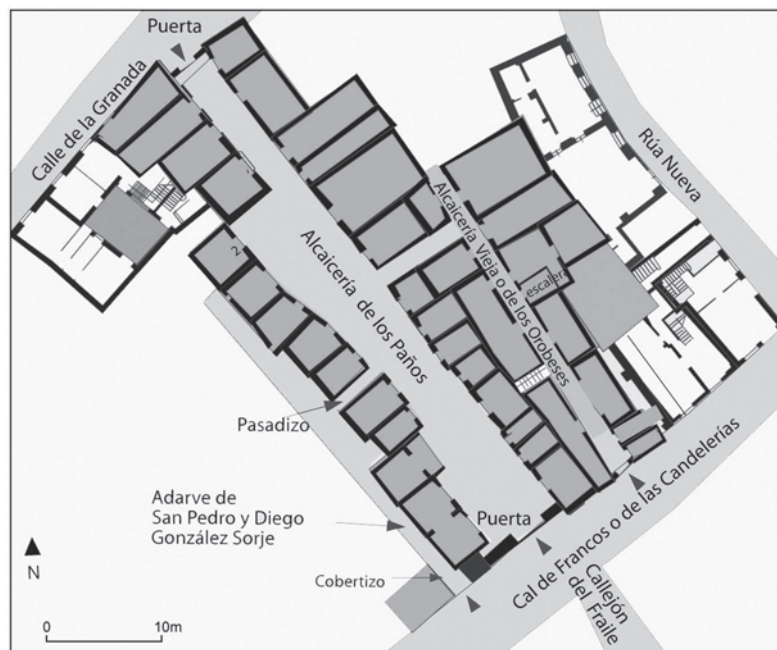 Puerta
Calle de la Granada
Rúa Nueva
Alcaicería Vieja o de los Orobeses
escalera
2
Alcaicería de los Paños
Pasadizo
Adarve de
San Pedro y Diego
González Sorje
Puerta
Cal de Francos o de las Candelerías
Cobertizo
Callejón
del Fraile
N
0 10m